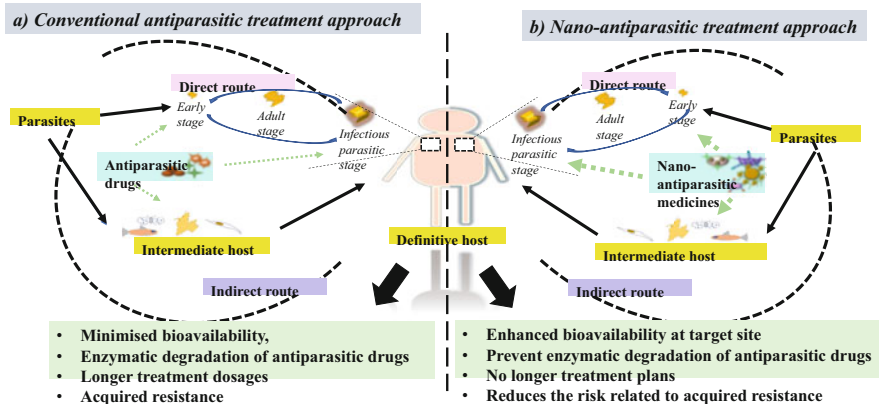 a) Conventional antiparasitic treatment approach
Direct route
Early
stage
Adult
stage
Parasites
Infectious
parasitic
stage
Antiparasitic
drugs
Intermediate host
Indirect route
Definitive host
• Minimised bioavailability,
• Enzymatic degradation of antiparasitic drugs
• Longer treatment dosages
• Acquired resistance
b) Nano-antiparasitic treatment approach
Direct route
Early
stage
Adult
stage
Infectious
parasitic
stage
Parasites
Nano-
antiparasitic
medicines
Intermediate host
Indirect route
• Enhanced bioavailability at target site
• Prevent enzymatic degradation of antiparasitic drugs
• No longer treatment plans
• Reduces the risk related to acquired resistance